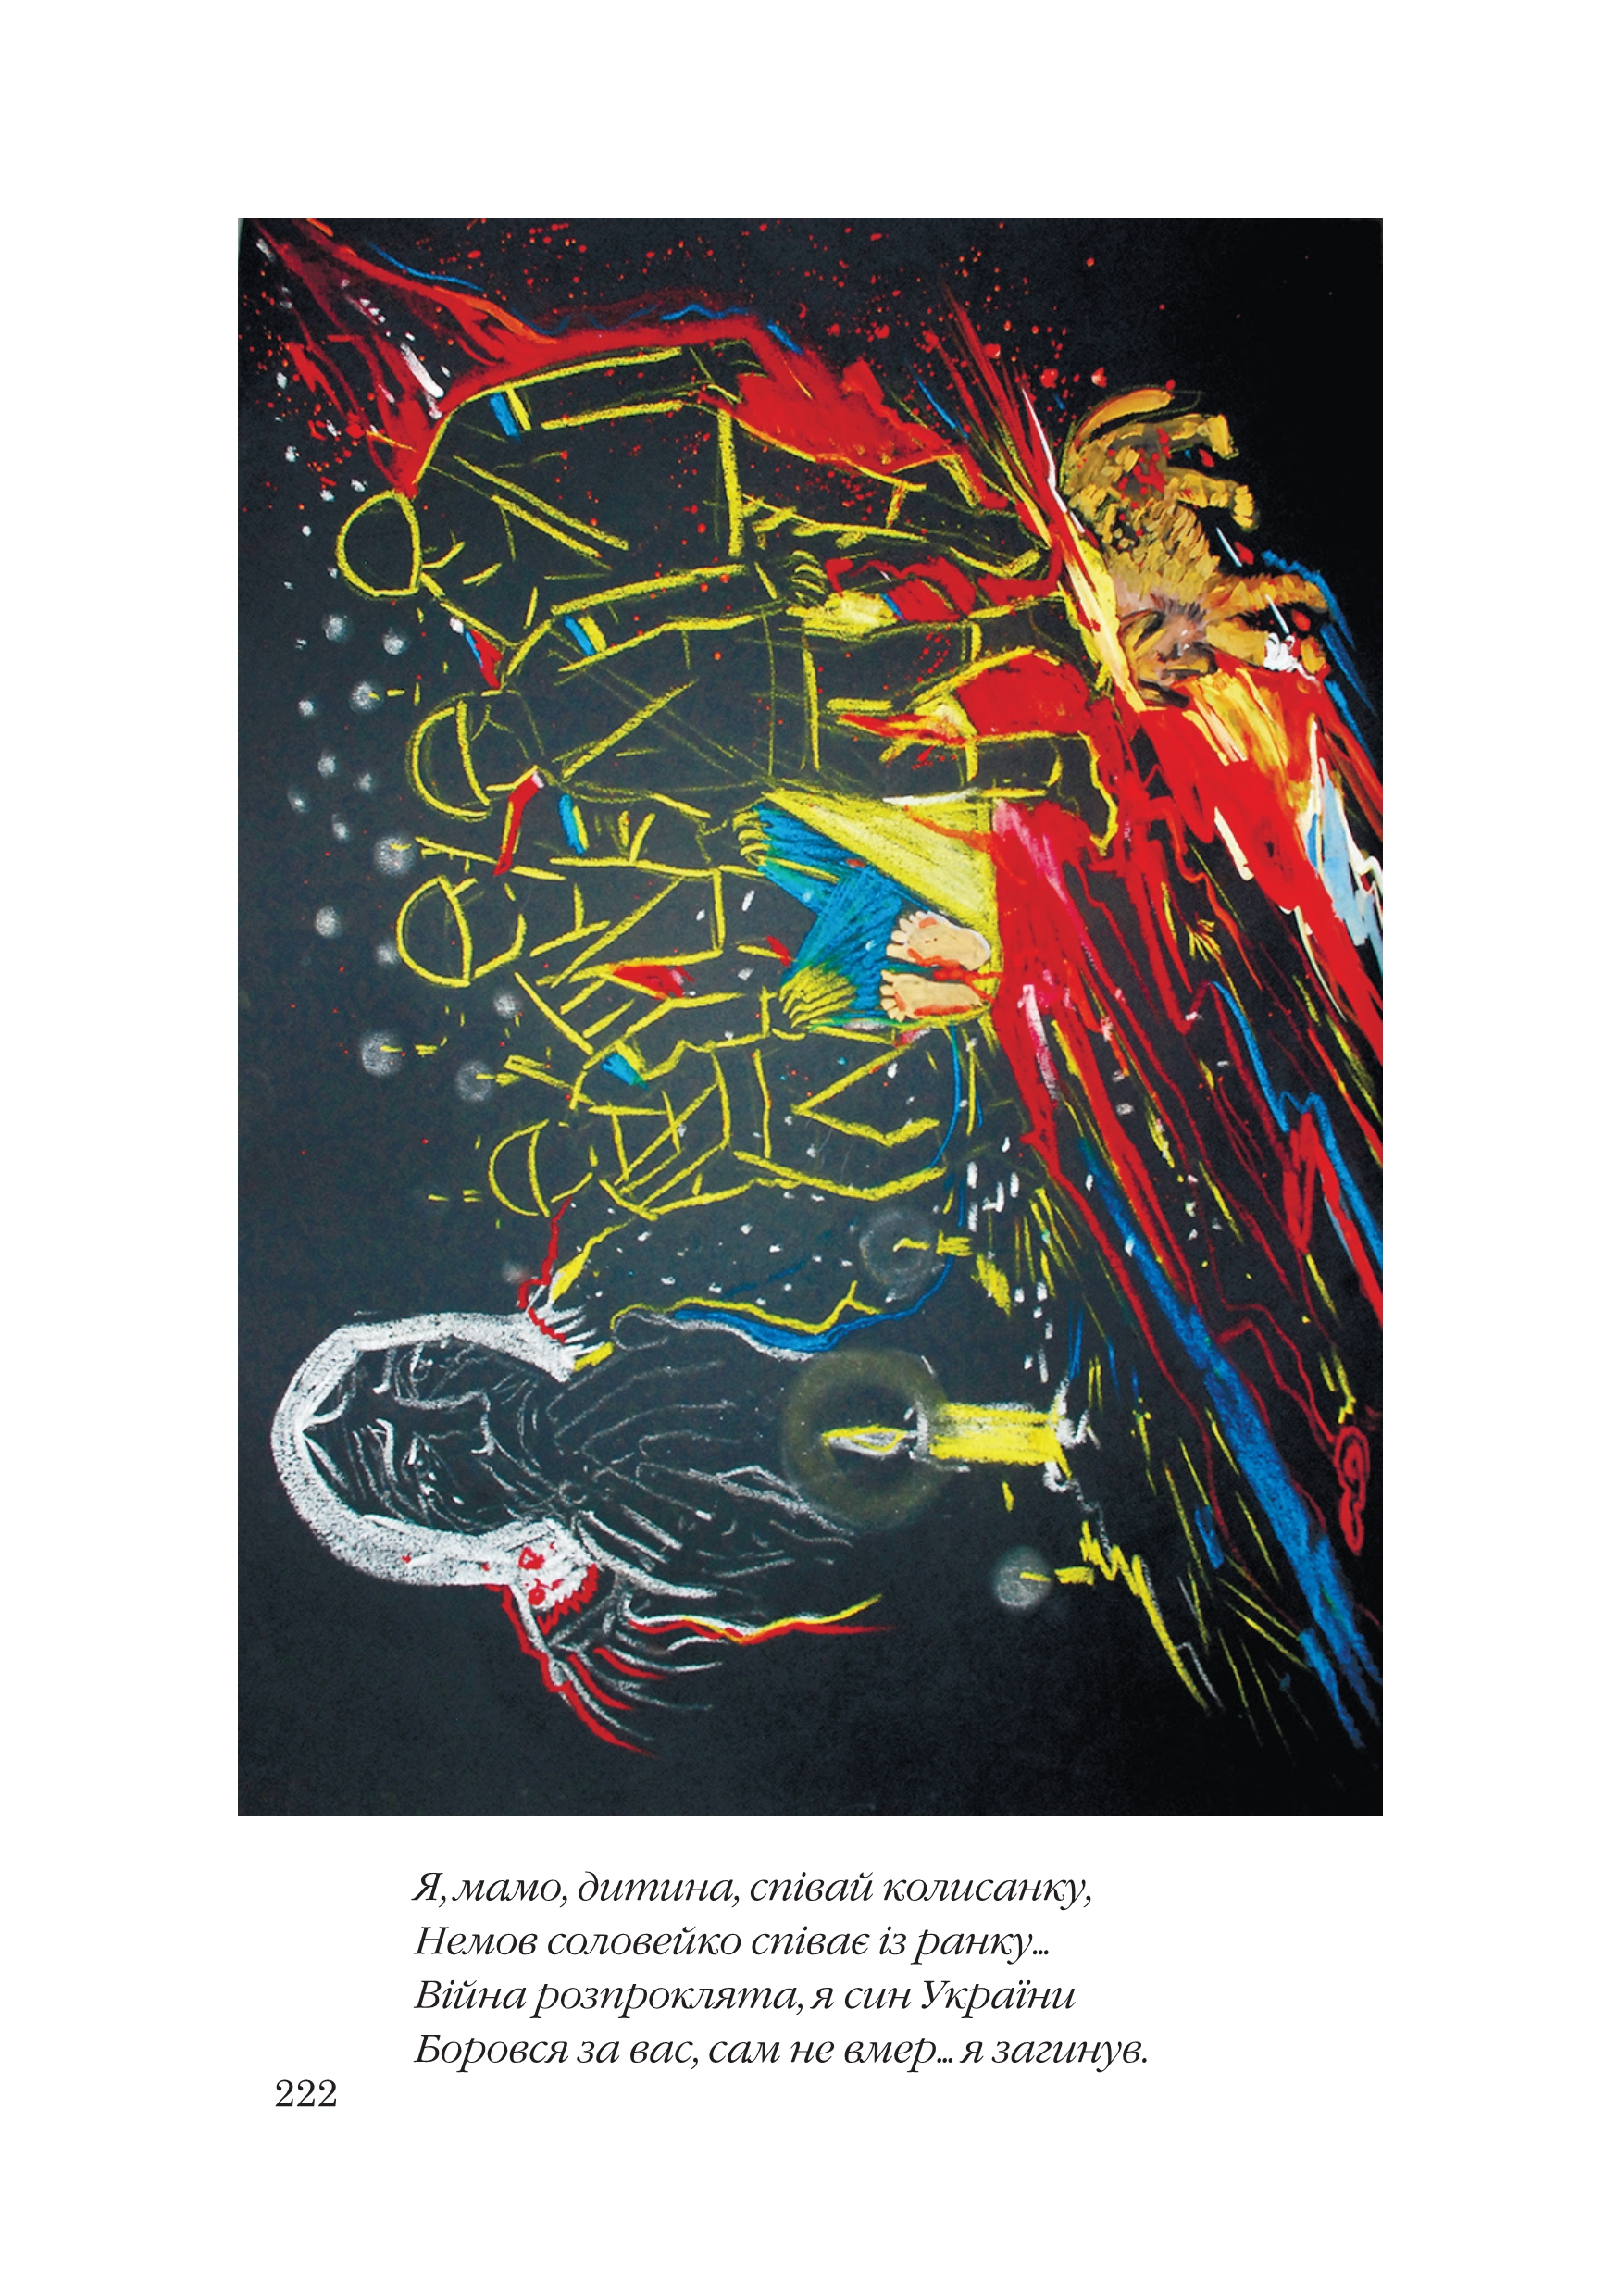 Я, мамо, дитина, співай колисанку,
Немов соловейко співає із ранку...
Війна розпроклята, я син України
Боровся за вас, сам не вмер... я загинув.
222